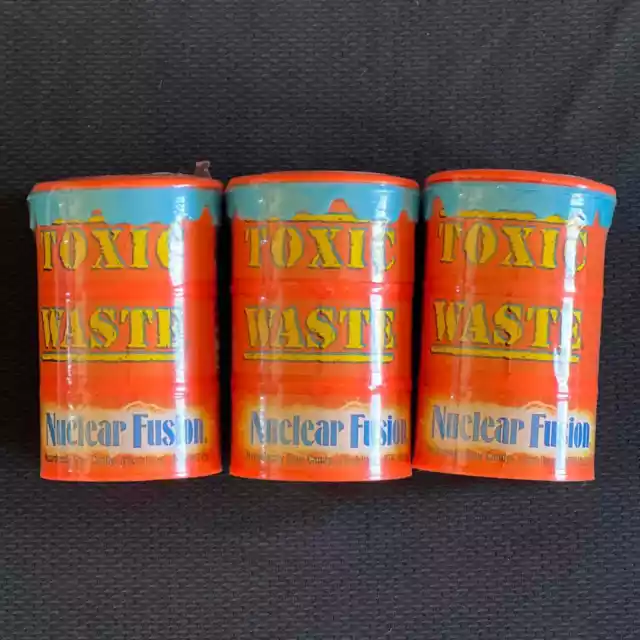 TOXIC
WASTE
Nuclear Fusion.
TOXIC
WASTE
Nuclear Fusion
TOXIC
WASTE
Nuclear Fusion